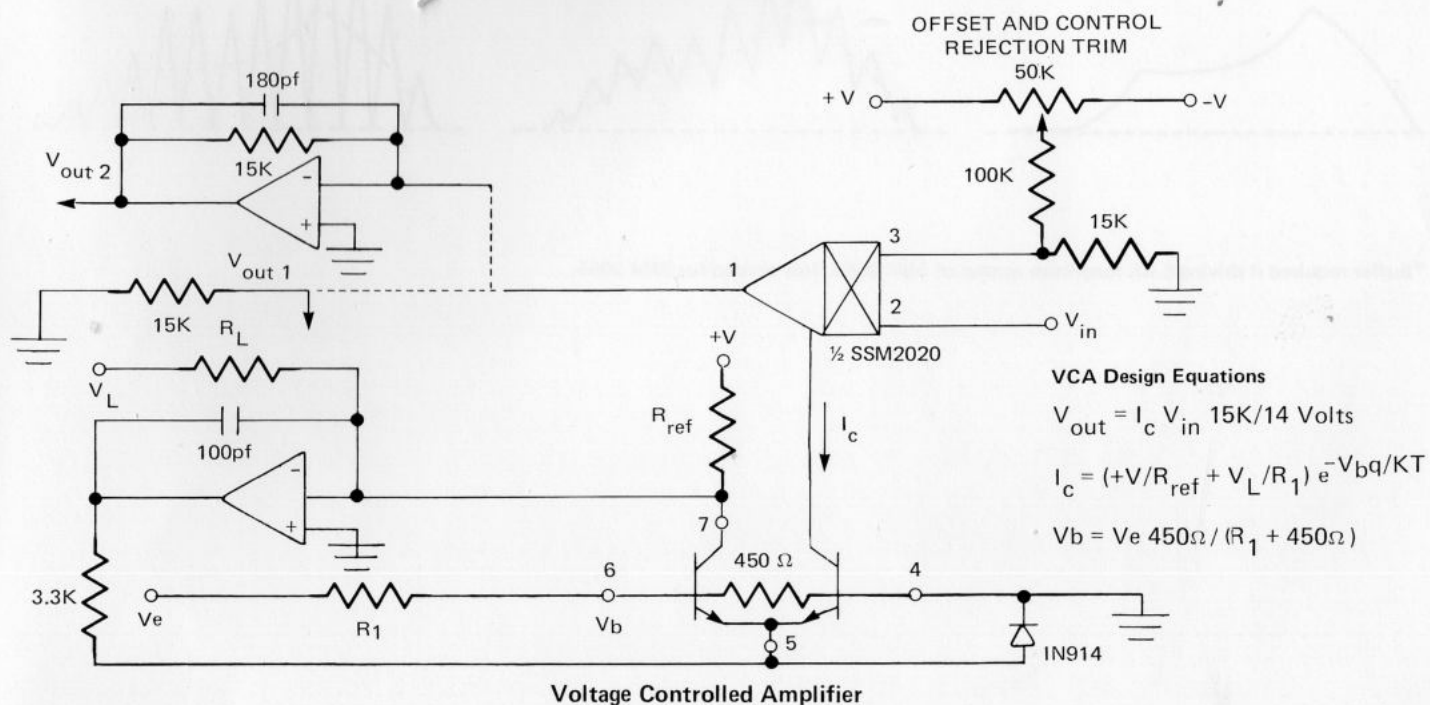 OFFSET AND CONTROL
REJECTION TRIM
50K
+V
-V
180pf
15K
V out 2
-
+
100K
15K
3
1
2
V in
V out 1
15K
½ SSM2020
R L
V L
100pf
+V
R ref
I c
-
+
VCA Design Equations
V out = I c V in 15K/14 Volts
I c = (+V/R ref + V L/R 1) e -V b q/KT
Vb = Ve 450Ω / (R 1 + 450Ω)
7
450 Ω
6
4
3.3K
Ve
R 1
V b
5
IN914
Voltage Controlled Amplifier